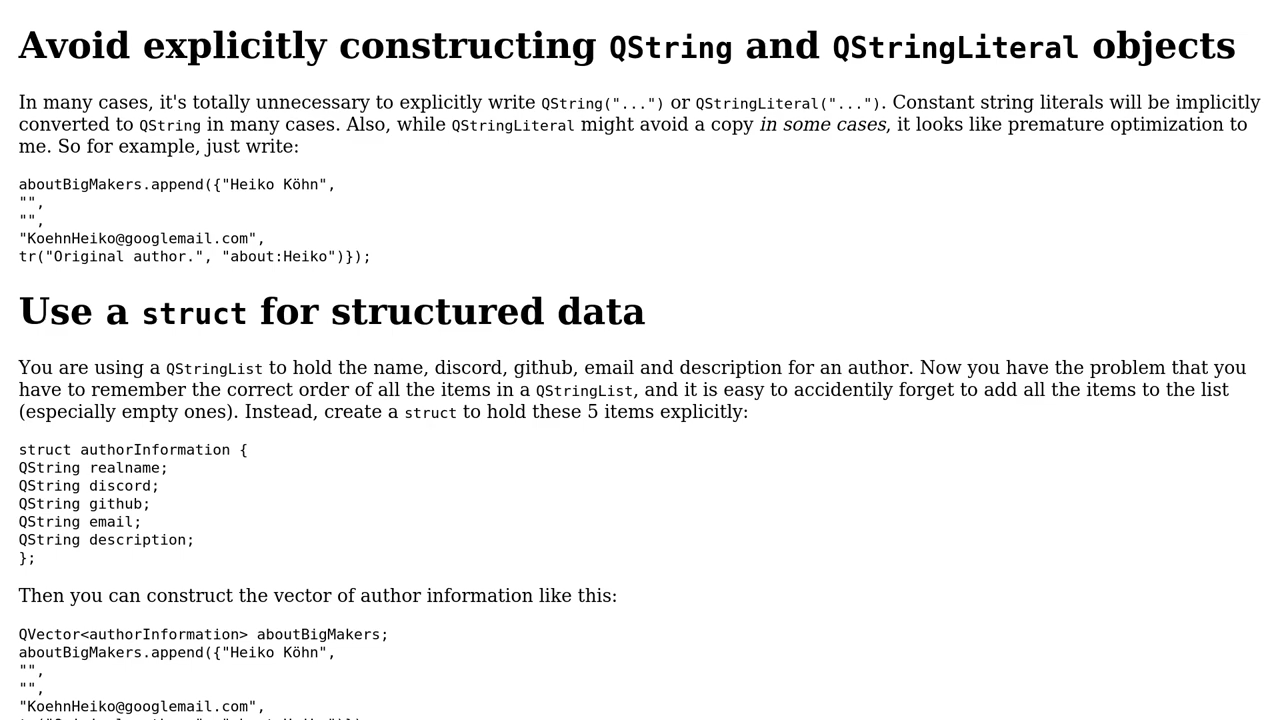 Avoid explicitly constructing QString and QStringLiteral objects
In many cases, it's totally unnecessary to explicitly write QString("...") or QStringLiteral("..."). Constant string literals will be implicitly
converted to QString in many cases. Also, while QStringLiteral might avoid a copy in some cases, it looks like premature optimization to
me. So for example, just write:
aboutBigMakers.append({"Heiko Köhn",
"",
"",
"KoehnHeiko@googlemail.com",
tr("Original author.", "about:Heiko")});
Use a struct for structured data
You are using a QStringList to hold the name, discord, github, email and description for an author. Now you have the problem that you
have to remember the correct order of all the items in a QStringList, and it is easy to accidently forget to add all the items to the list
(especially empty ones). Instead, create a struct to hold these 5 items explicitly:
struct authorInformation {
QString realname;
QString discord;
QString github;
QString email;
QString description;
};
Then you can construct the vector of author information like this:
QVector<authorInformation> aboutBigMakers;
aboutBigMakers.append({"Heiko Köhn",
"",
"",
"KoehnHeiko@googlemail.com",